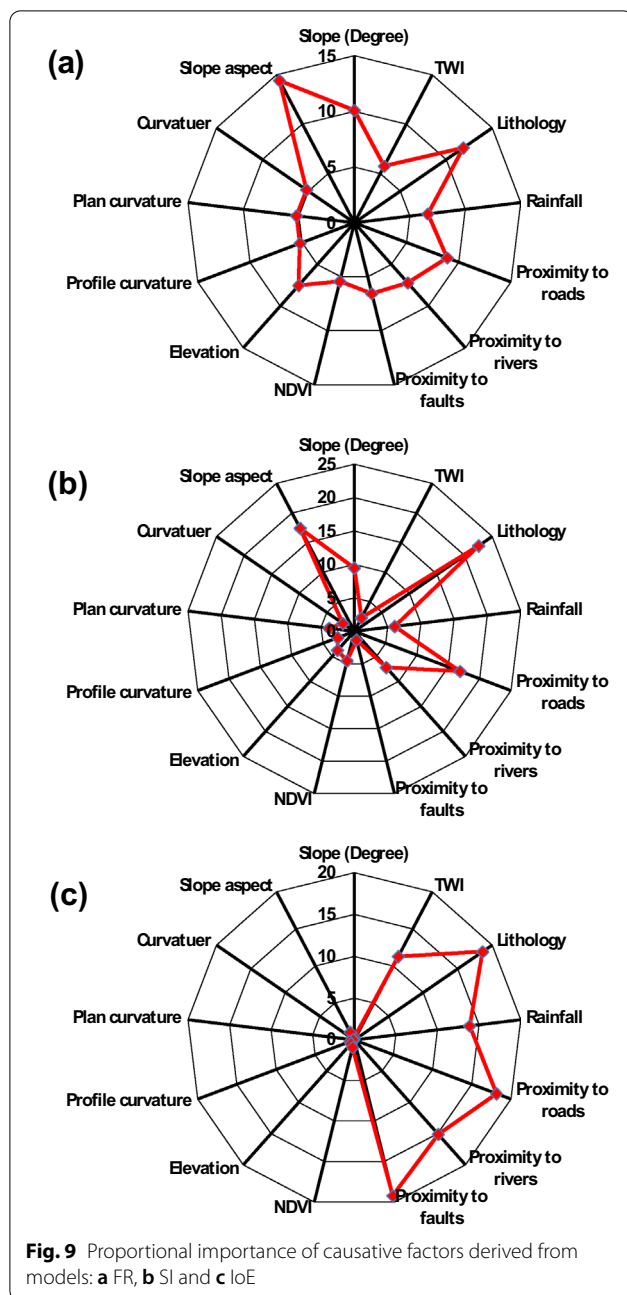 (a)
Slope (Degree)
TWI
Lithology
Rainfall
Proximity to
roads
Proximity to
rivers
Proximity to
faults
NDVI
Elevation
Profile curvature
Plan curvature
Curvatuer
Slope aspect
15
10
5
0
(b)
Slope (Degree)
TWI
Lithology
Rainfall
Proximity to
roads
Proximity to
rivers
Proximity to
faults
NDVI
Elevation
Profile curvature
Plan curvature
Curvatuer
Slope aspect
25
20
15
10
5
0
(c)
Slope (Degree)
TWI
Lithology
Rainfall
Proximity to
roads
Proximity to
rivers
Proximity to
faults
NDVI
Elevation
Profile curvature
Plan curvature
Curvatuer
Slope aspect
20
15
10
5
0
Fig. 9 Proportional importance of causative factors derived from
models: a FR, b SI and c IoE